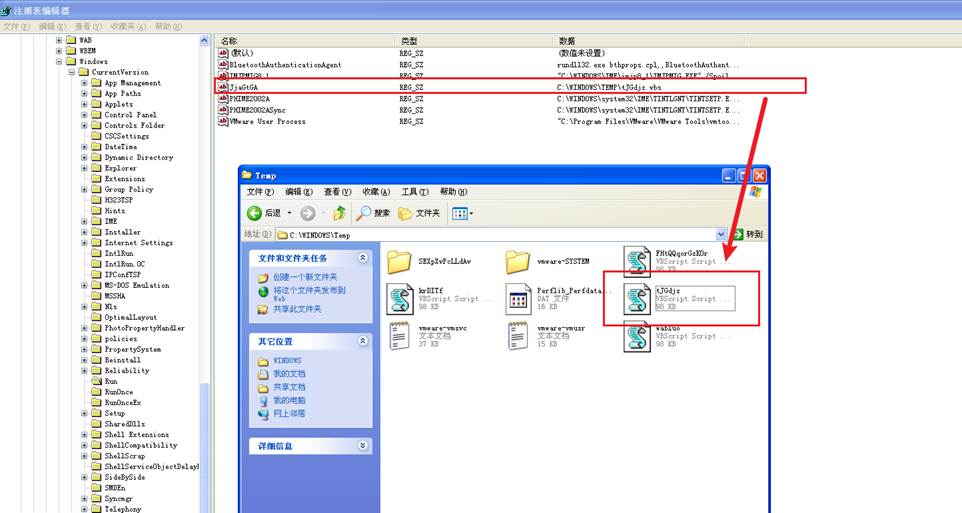 注册表编辑器
文件(F) 编辑(E) 查看(V) 收藏夹(A) 帮助(H)
WAB
WBEM
Windows
CurrentVersion
App Management
App Paths
Applets
Control Panel
Controls Folder
CSCSettings
DateTime
Dynamic Directory
Explorer
Extensions
Group Policy
H323TSP
Hints
IME
Installer
Internet Settings
IntlRun
IntlRun.OC
IPConfTSP
MS-DOS Emulation
MSSHA
Nls
OptimalLayout
PhotoPropertyHandler
policies
PropertySystem
Reinstall
Reliability
Run
RunOnce
RunOnceEx
Setup
SharedDlls
Shell Extensions
ShellCompatibility
ShellScrap
ShellServiceObjectDelayL
SideBySide
SMDEn
Syncmgr
Telephony
名称 类型 数据
(默认) REG_SZ (数值未设置)
BluetoothAuthenticationAgent REG_SZ rundll32.exe bthprops.cpl,,BluetoothAuthent...
IMJPMIG8.1 REG_SZ "C:\WINDOWS\IME\imjp8_1\IMJPMIG.EXE" /Spoil...
JjaGtGA REG_SZ C:\WINDOWS\TEMP\tJGdjz.vbs
PHIME2002A REG_SZ C:\WINDOWS\system32\IME\TINTLGNT\TINTSETP.E...
PHIME2002ASync REG_SZ C:\WINDOWS\system32\IME\TINTLGNT\TINTSETP.E...
VMware User Process REG_SZ "C:\Program Files\VMware\VMware Tools\vmtoo...
Temp
文件(F) 编辑(E) 查看(V) 收藏(A) 工具(T) 帮助(H)
后退 搜索 文件夹
地址(D) C:\WINDOWS\Temp 转到
文件和文件夹任务
创建一个新文件夹
将这个文件夹发布到
Web
共享此文件夹
其它位置
WINDOWS
我的文档
共享文档
我的电脑
网上邻居
详细信息
SEXpXvPcLLdAv
vmware-SYSTEM
FHtQQqorGzKOr
VBScript Script ...
98 KB
krDITf
VBScript Script ...
98 KB
Perflib_Perfdata...
DAT 文件
16 KB
tJGdjz
VBScript Script ...
98 KB
vmware-vmsvc
文本文档
37 KB
vmware-vmusr
文本文档
15 KB
VBScript Script ...
98 KB